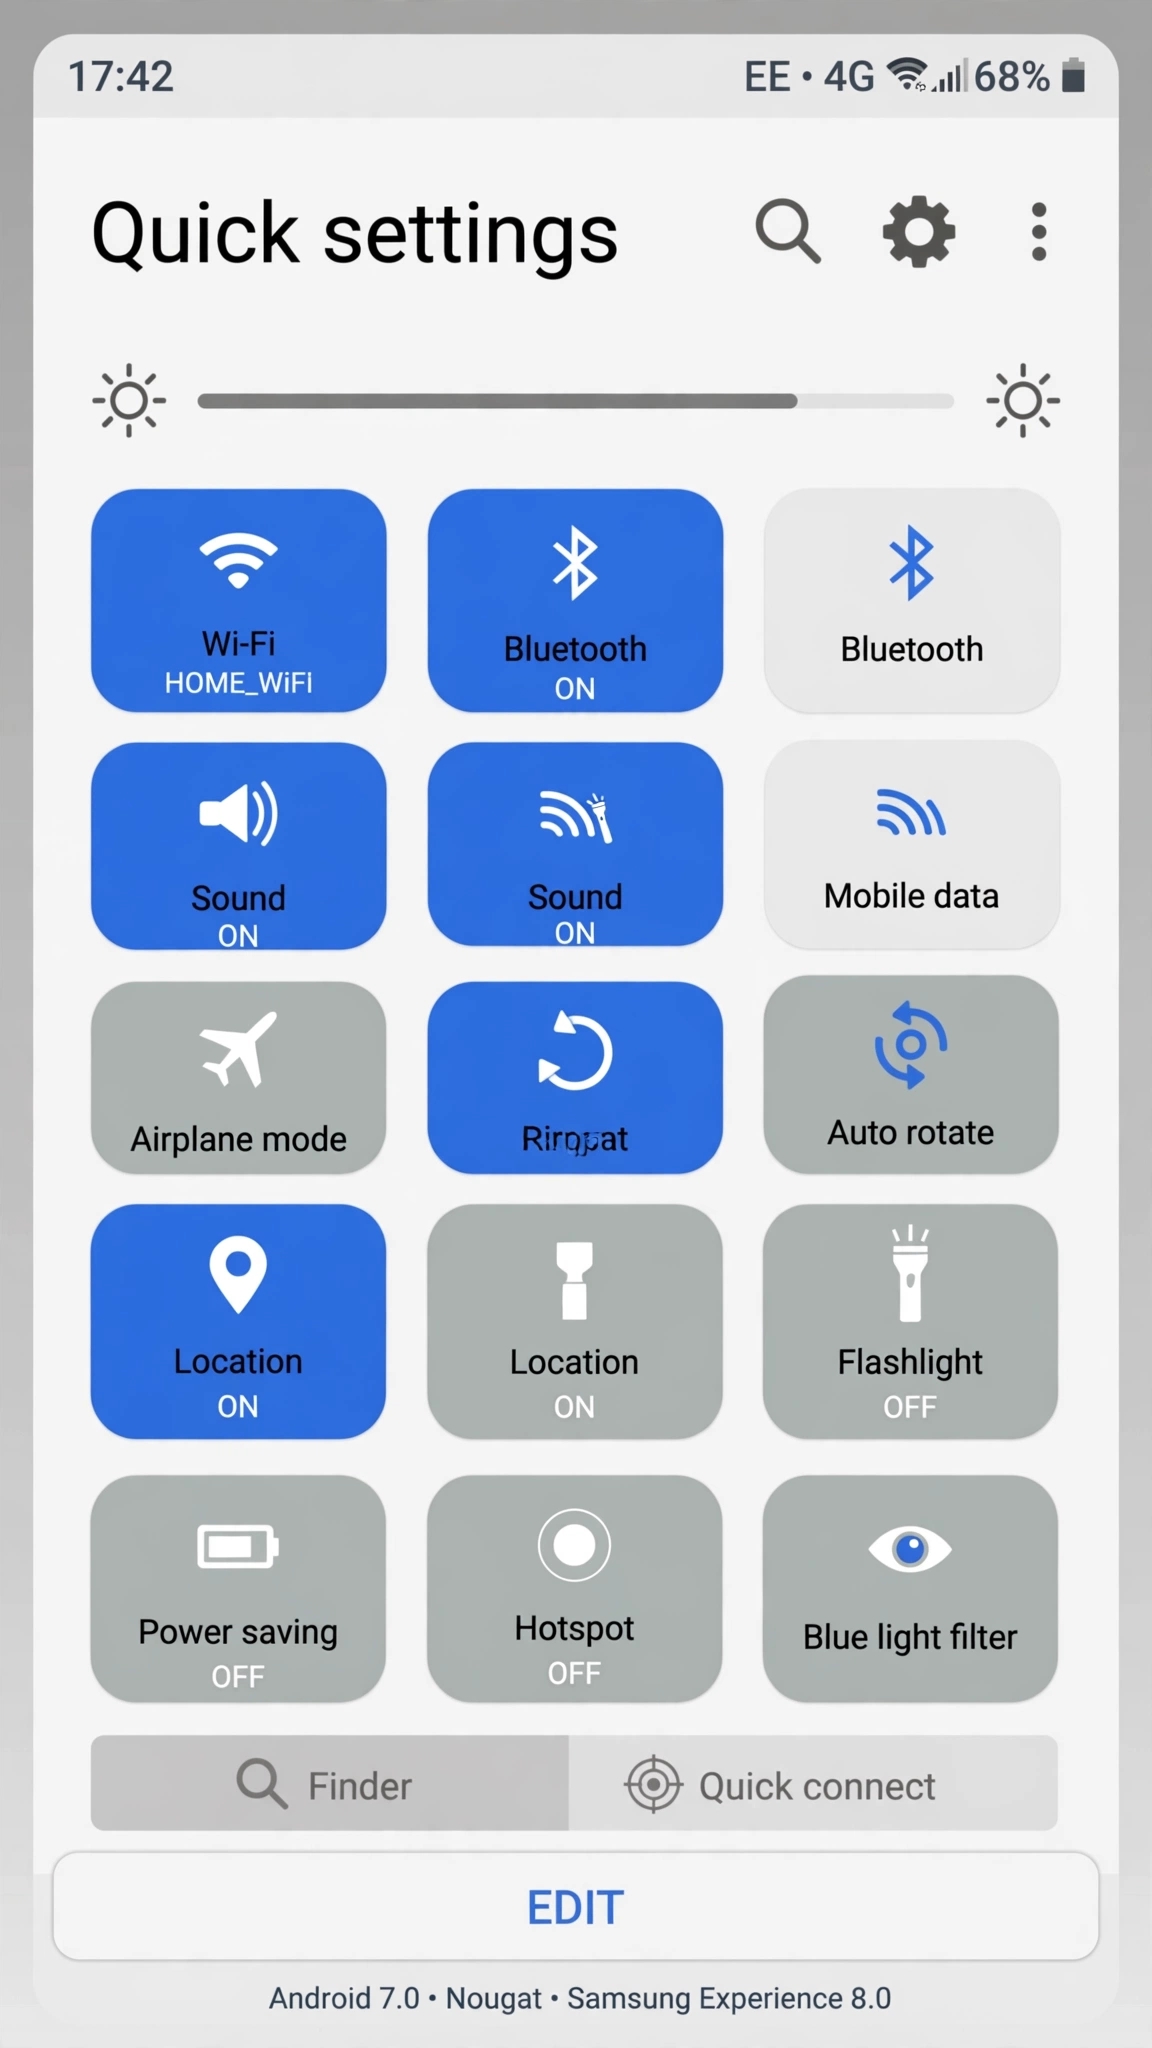 17:42
EE • 4G 68%
Quick settings
Wi-Fi
HOME_WiFi
Bluetooth
ON
Bluetooth
Sound
ON
Sound
ON
Mobile data
Airplane mode
Auto rotate
Location
ON
Location
ON
Flashlight
OFF
Power saving
OFF
Hotspot
OFF
Blue light filter
Finder
Quick connect
EDIT
Android 7.0 • Nougat • Samsung Experience 8.0